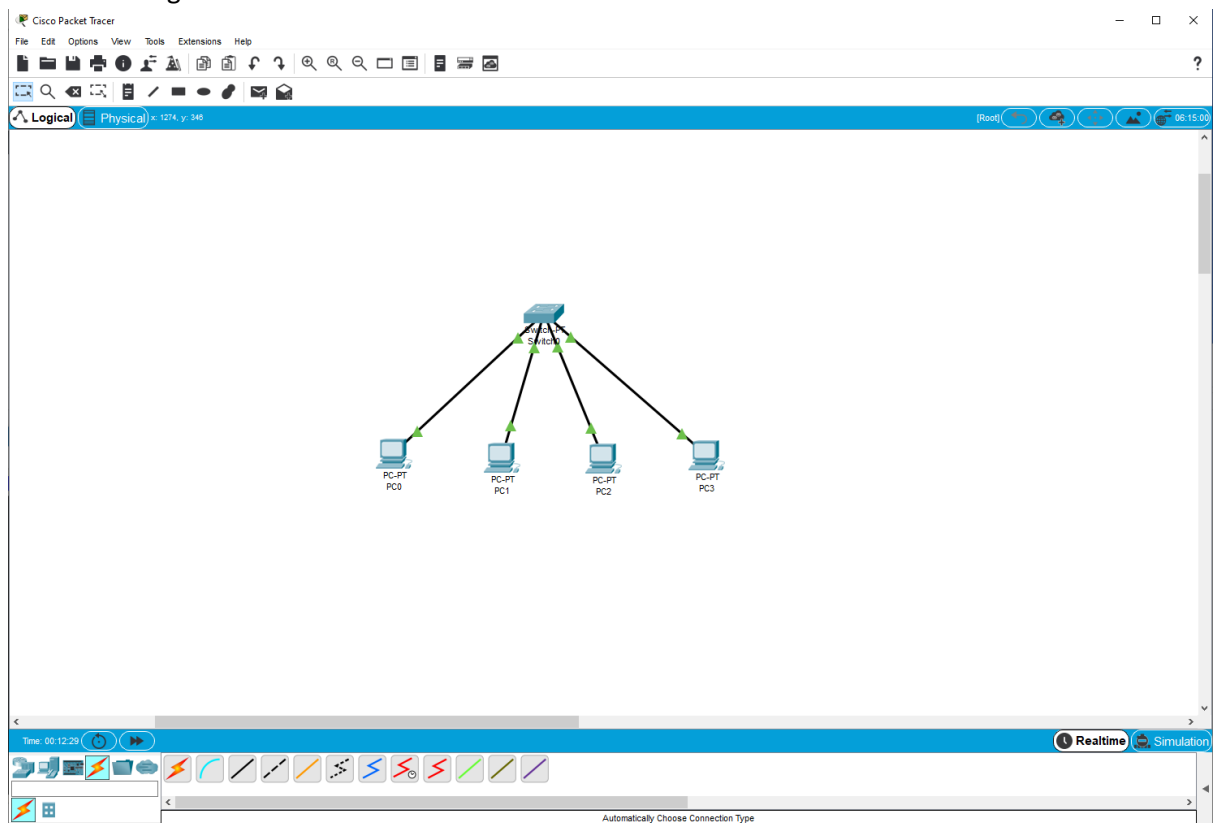 Cisco Packet Tracer
File Edit Options View Tools Extensions Help
?
Logical Physical x: 1274, y: 346 [Root] 06:15:00
Switch-PT
Switch0
PC-PT
PC0
PC-PT
PC1
PC-PT
PC2
PC-PT
PC3
Time: 00:12:29 Realtime Simulation
Automatically Choose Connection Type